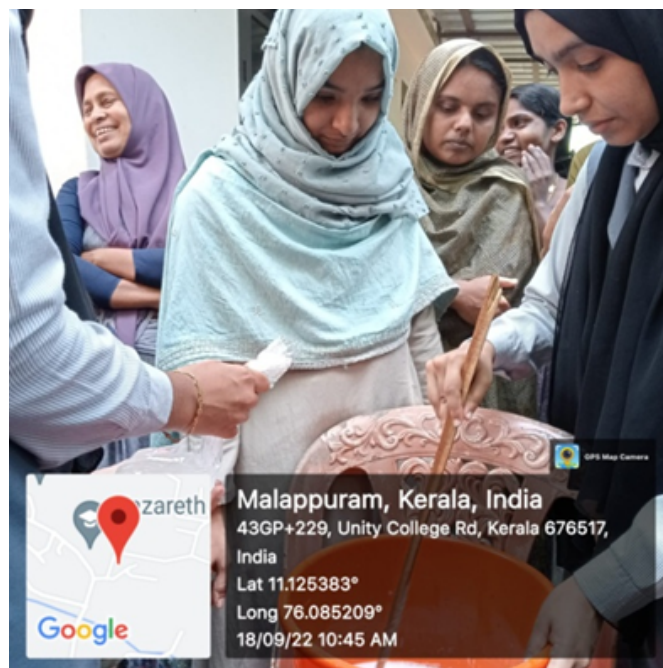 GPS Map Camera
zareth
Malappuram, Kerala, India
43GP+229, Unity College Rd, Kerala 676517,
India
Lat 11.125383°
Long 76.085209°
18/09/22 10:45 AM
Google